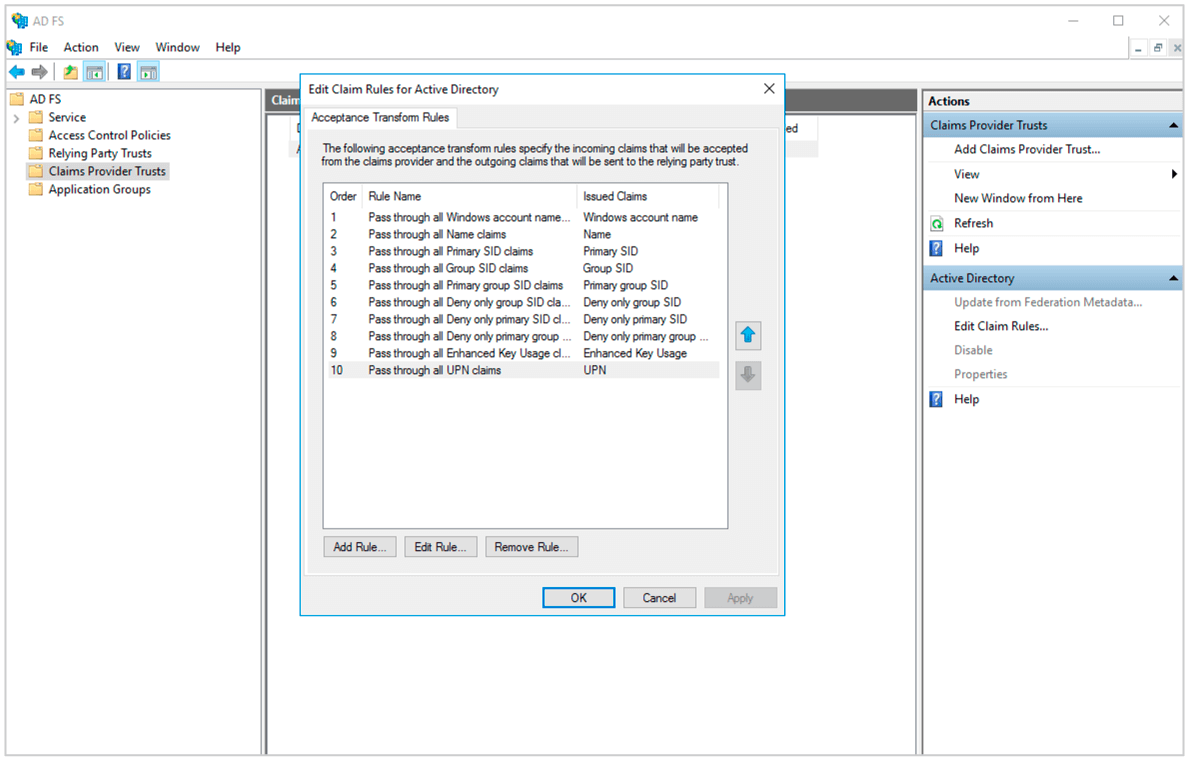 AD FS
File Action View Window Help
AD FS
Service
Access Control Policies
Relying Party Trusts
Claims Provider Trusts
Application Groups
Claim
ed
Edit Claim Rules for Active Directory
Acceptance Transform Rules
The following acceptance transform rules specify the incoming claims that will be accepted
from the claims provider and the outgoing claims that will be sent to the relying party trust.
Order Rule Name Issued Claims
1 Pass through all Windows account name... Windows account name
2 Pass through all Name claims Name
3 Pass through all Primary SID claims Primary SID
4 Pass through all Group SID claims Group SID
5 Pass through all Primary group SID claims Primary group SID
6 Pass through all Deny only group SID cla... Deny only group SID
7 Pass through all Deny only primary SID cl... Deny only primary SID
8 Pass through all Deny only primary group ... Deny only primary group ...
9 Pass through all Enhanced Key Usage cl... Enhanced Key Usage
10 Pass through all UPN claims UPN
Add Rule... Edit Rule... Remove Rule...
OK Cancel Apply
Actions
Claims Provider Trusts
Add Claims Provider Trust...
View
New Window from Here
Refresh
Help
Active Directory
Update from Federation Metadata...
Edit Claim Rules...
Disable
Properties
Help